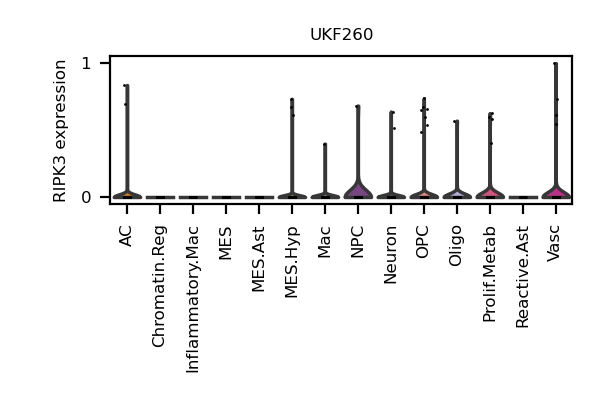 UKF260
RIPK3 expression
1
0
AC
Chromatin.Reg
Inflammatory.Mac
MES
MES.Ast
MES.Hyp
Mac
NPC
Neuron
OPC
Oligo
Prolif.Metab
Reactive.Ast
Vasc